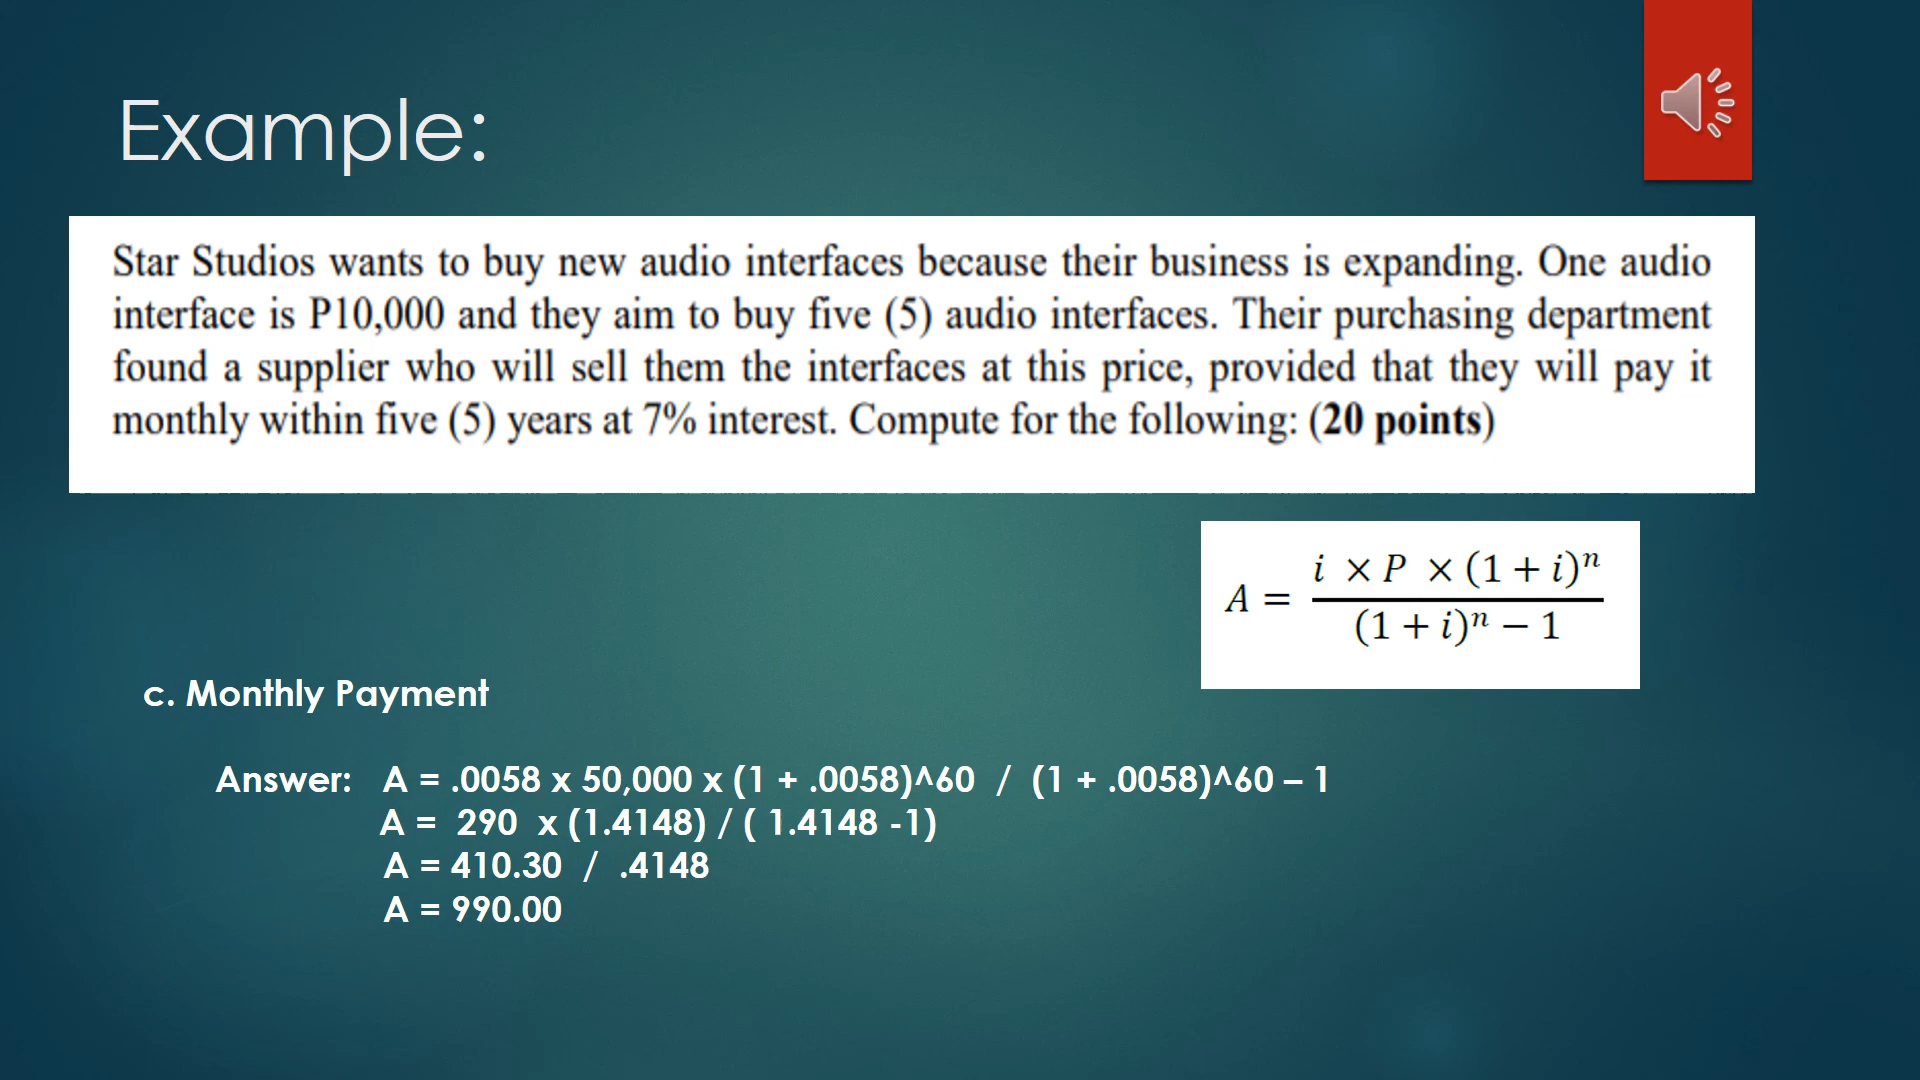 Example:
Star Studios wants to buy new audio interfaces because their business is expanding. One audio
interface is P10,000 and they aim to buy five (5) audio interfaces. Their purchasing department
found a supplier who will sell them the interfaces at this price, provided that they will pay it
monthly within five (5) years at 7% interest. Compute for the following: (20 points)
A = i × P × (1 + i)ⁿ / (1 + i)ⁿ − 1
c. Monthly Payment
Answer: A = .0058 x 50,000 x (1 + .0058)^60 / (1 + .0058)^60 – 1
A = 290 x (1.4148) / ( 1.4148 -1)
A = 410.30 / .4148
A = 990.00